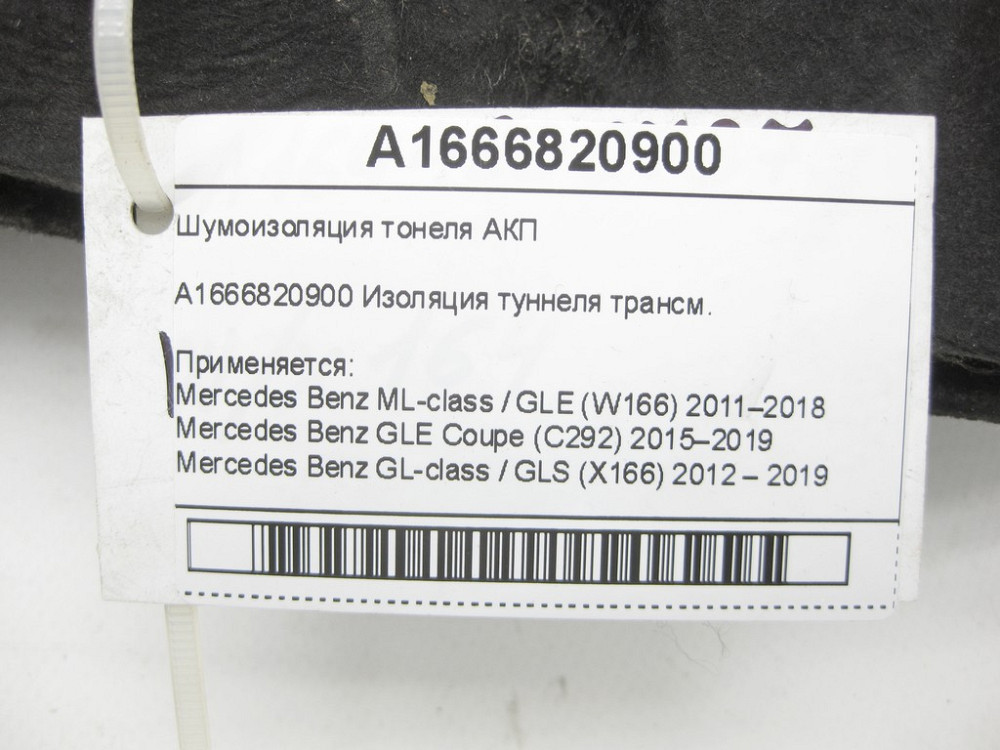 A1666820900
Шумоизоляция тонеля АКП
A1666820900 Изоляция туннеля трансм.
Применяется:
Mercedes Benz ML-class / GLE (W166) 2011–2018
Mercedes Benz GLE Coupe (C292) 2015–2019
Mercedes Benz GL-class / GLS (X166) 2012 – 2019